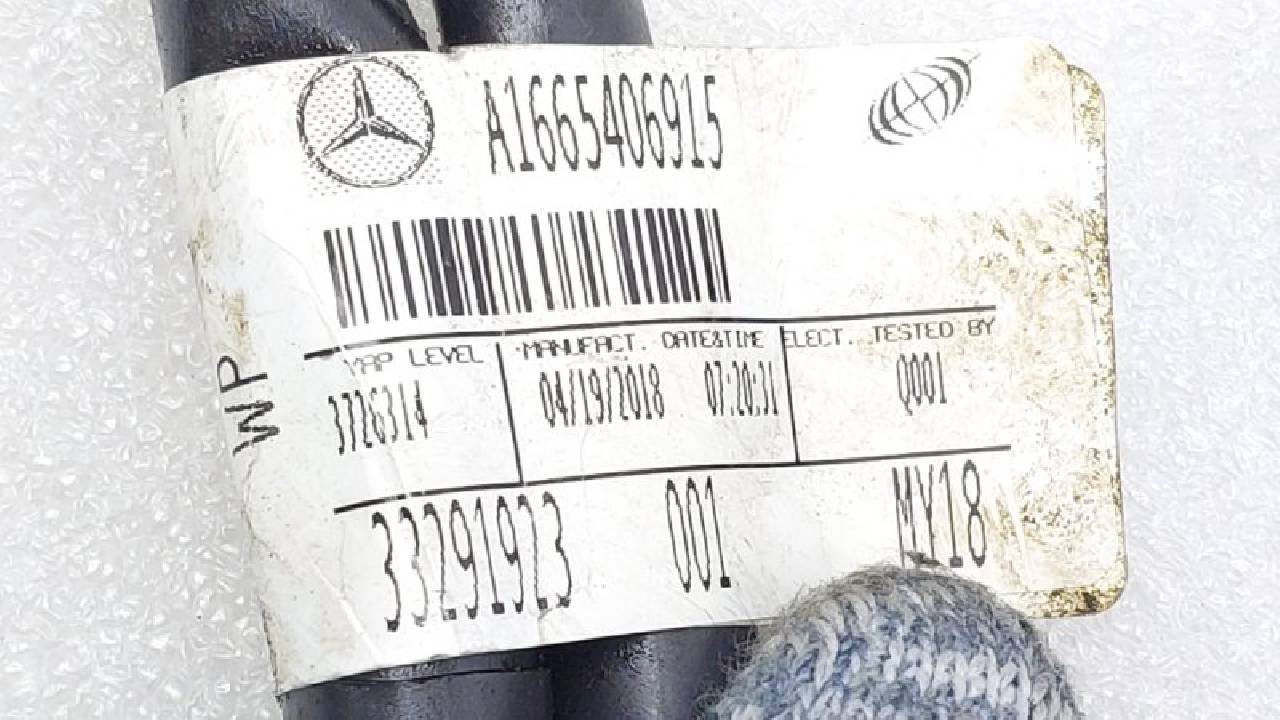 A1665406915
MAP LEVEL
3726314
MANUFACT. DATE&TIME
04/19/2018 07:20:31
ELECT. TESTED BY
Q001
WP
33291923 001 MY18